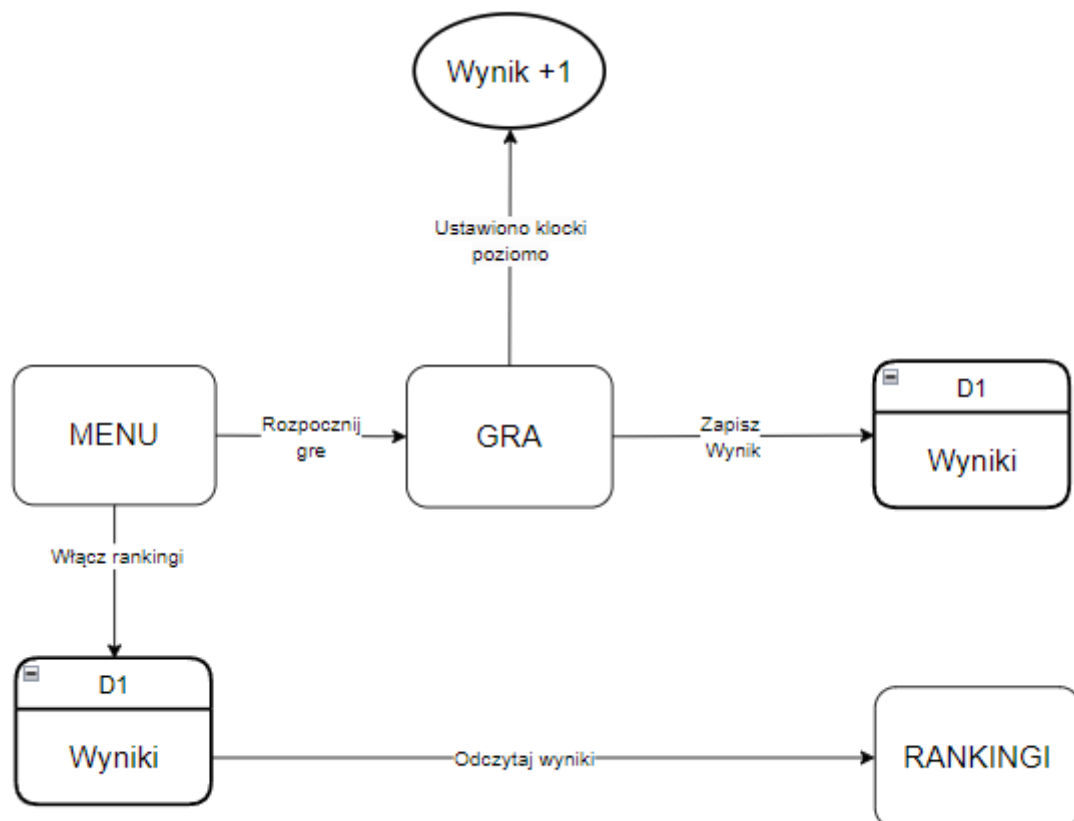 Wynik +1
Ustawiono klocki
poziomo
MENU
Rozpocznij
gre
GRA
Zapisz
Wynik
D1
Wyniki
Włącz rankingi
D1
Wyniki
Odczytaj wyniki
RANKINGI